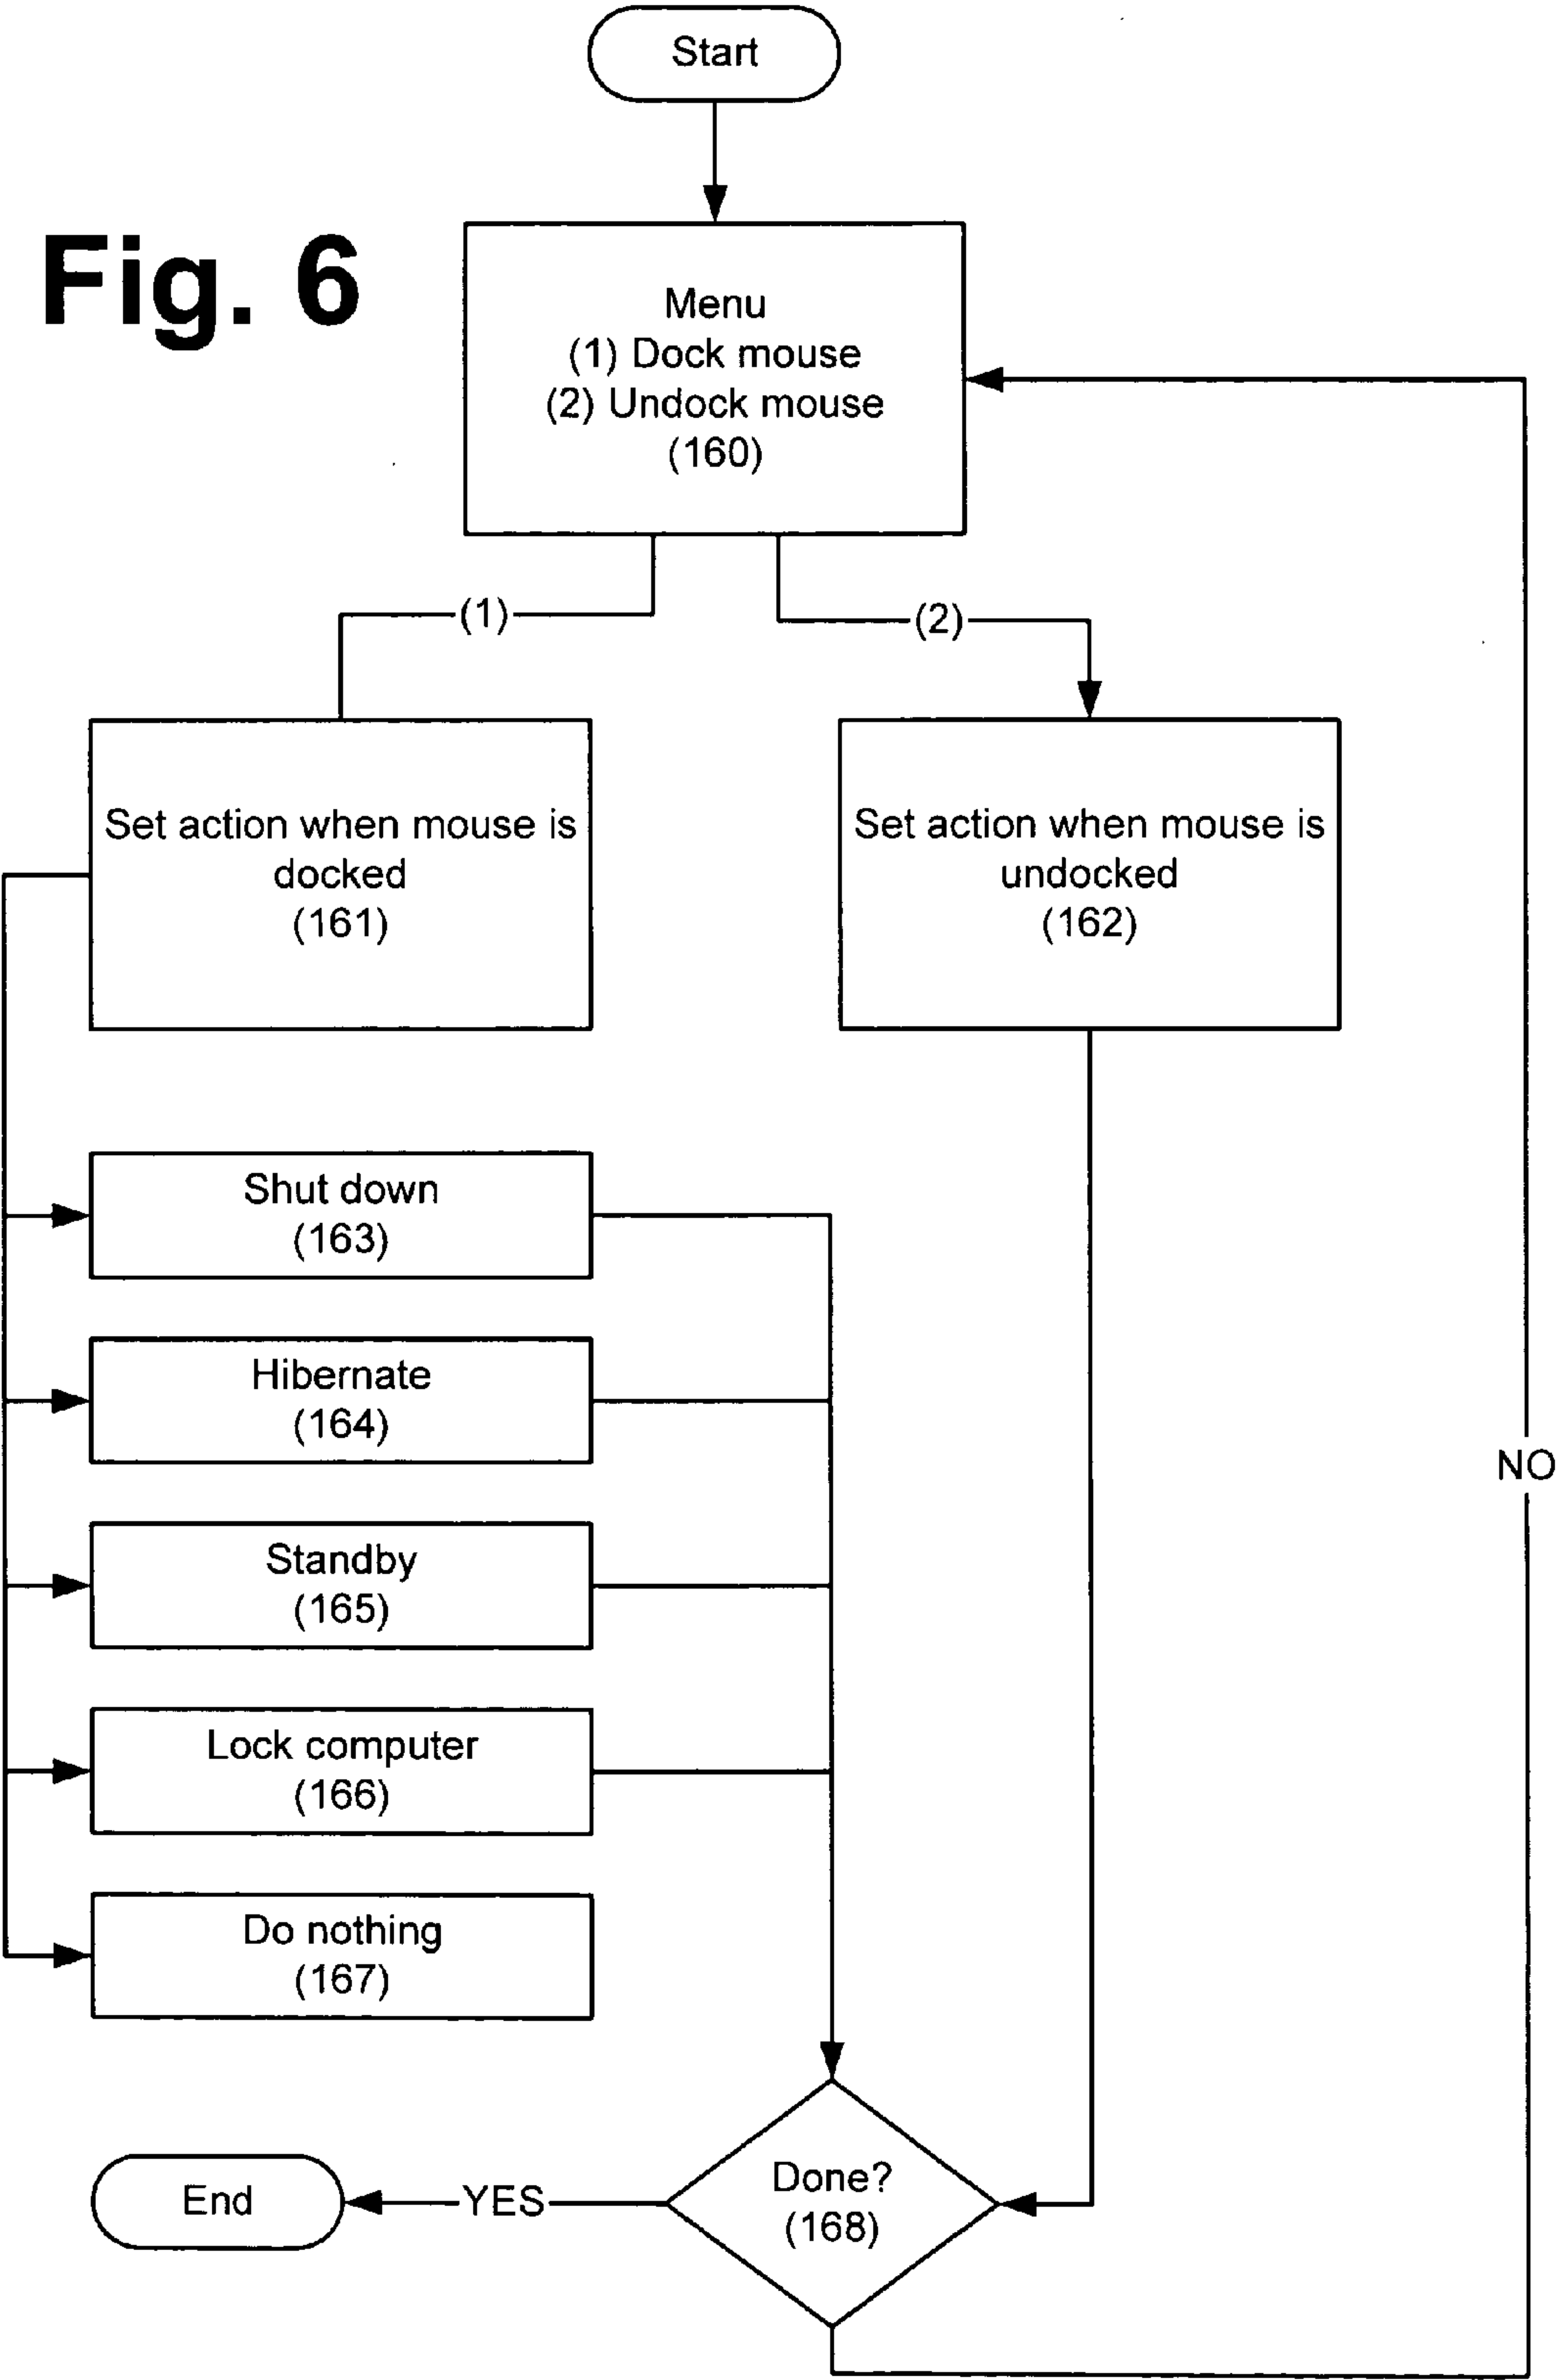 Start
Fig. 6
Menu
(1) Dock mouse
(2) Undock mouse
(160)
(1)
(2)
Set action when mouse is
docked
(161)
Set action when mouse is
undocked
(162)
Shut down
(163)
Hibernate
(164)
NO
Standby
(165)
Lock computer
(166)
Do nothing
(167)
Done?
(168)
YES
End